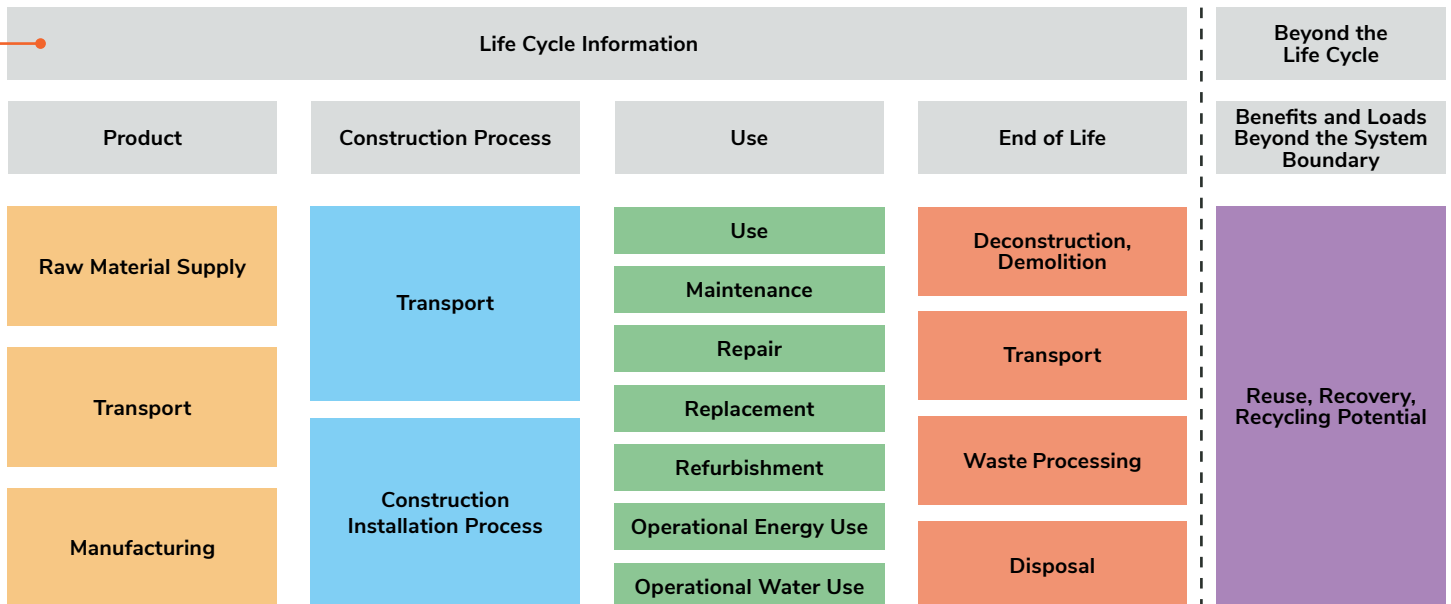 Life Cycle Information
Beyond the
Life Cycle
Product
Construction Process
Use
End of Life
Benefits and Loads
Beyond the System
Boundary
Raw Material Supply
Transport
Manufacturing
Transport
Construction
Installation Process
Use
Maintenance
Repair
Replacement
Refurbishment
Operational Energy Use
Operational Water Use
Deconstruction,
Demolition
Transport
Waste Processing
Disposal
Reuse, Recovery,
Recycling Potential